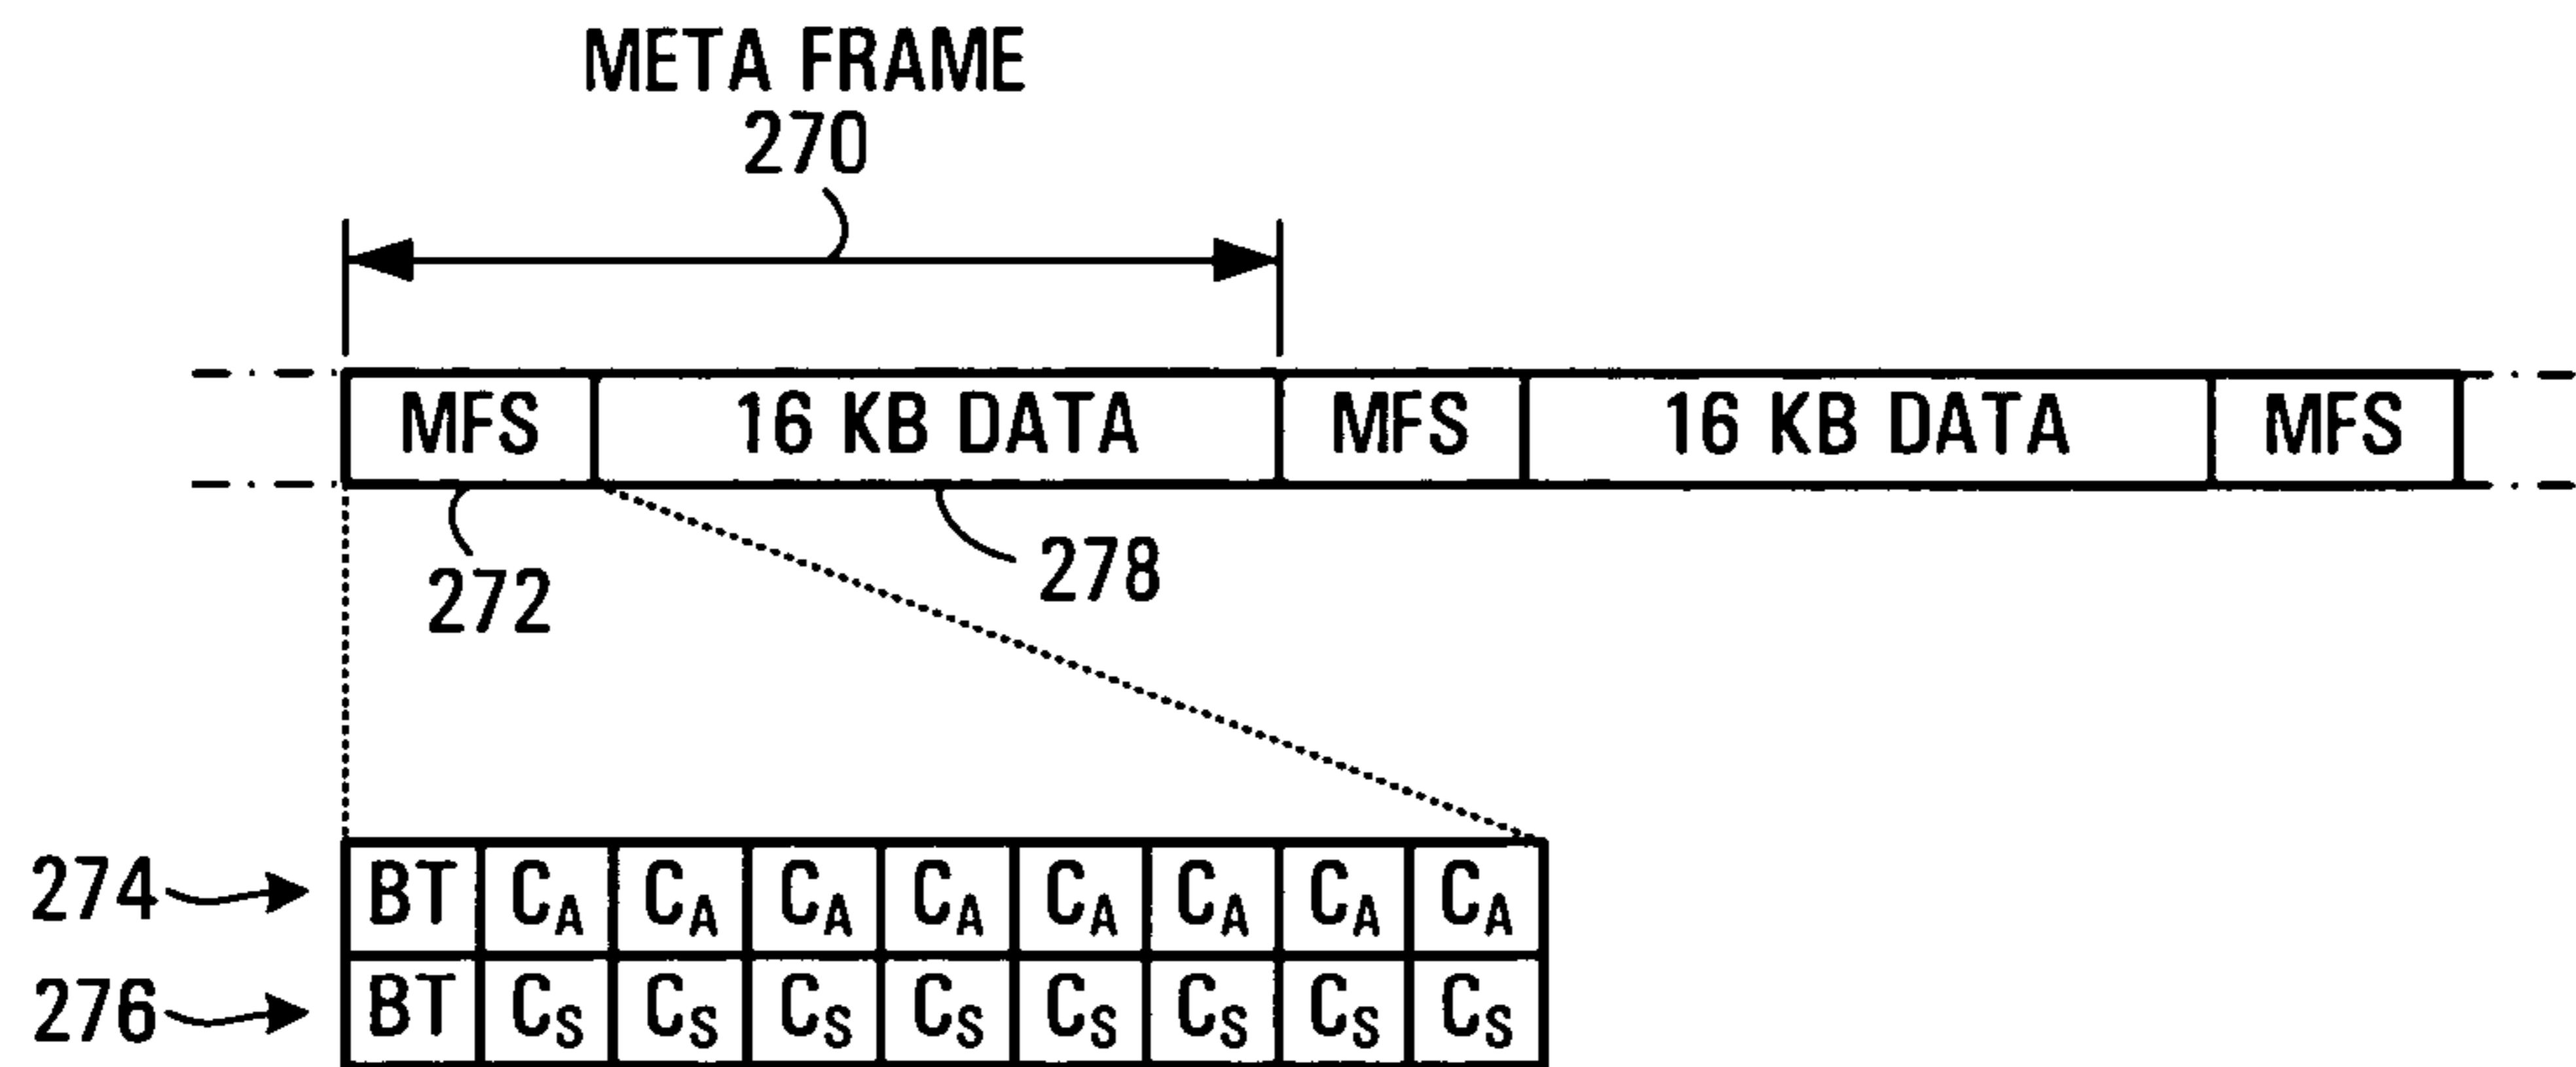 META FRAME
270
MFS 16 KB DATA MFS 16 KB DATA MFS
272 278
274 BT CA CA CA CA CA CA CA CA
276 BT CS CS CS CS CS CS CS CS